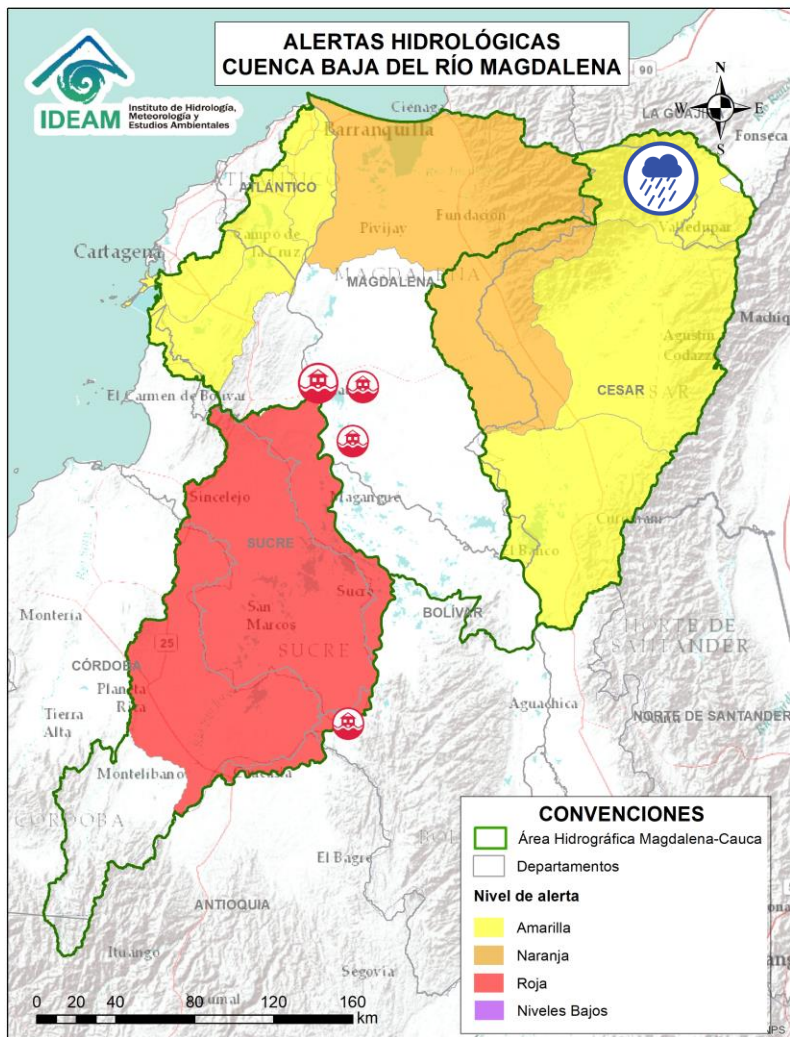 ALERTAS HIDROLÓGICAS
CUENCA BAJA DEL RÍO MAGDALENA
IDEAM
Instituto de Hidrología,
Meteorología y
Estudios Ambientales
N
W
E
S
90
Ciénaga
LA GUAJIRA
Fonseca
Barranquilla
ATLÁNTICO
Valledupar
Pivijay
Fundación
Campo de
la Cruz
Cartagena
MAGDALENA
MAGDALENA
Agustín
Codazzi
CESAR
El Carmen de Bolívar
Sincelejo
Magangué
SUCRE
El Banco
Sucre
BOLÍVAR
San
Marcos
Montería
SUCRE
NORTE DE
SANTANDER
25
CÓRDOBA
Planeta
Rica
Tierra
Alta
Aguachica
NORTE DE SANTANDER
Montelíbano
CÓRDOBA
El Bagre
ANTIOQUIA
Ituango
Segovia
CONVENCIONES
Área Hidrográfica Magdalena-Cauca
Departamentos
Nivel de alerta
Amarilla
Naranja
Roja
Niveles Bajos
0 20 40 80 120 160
km